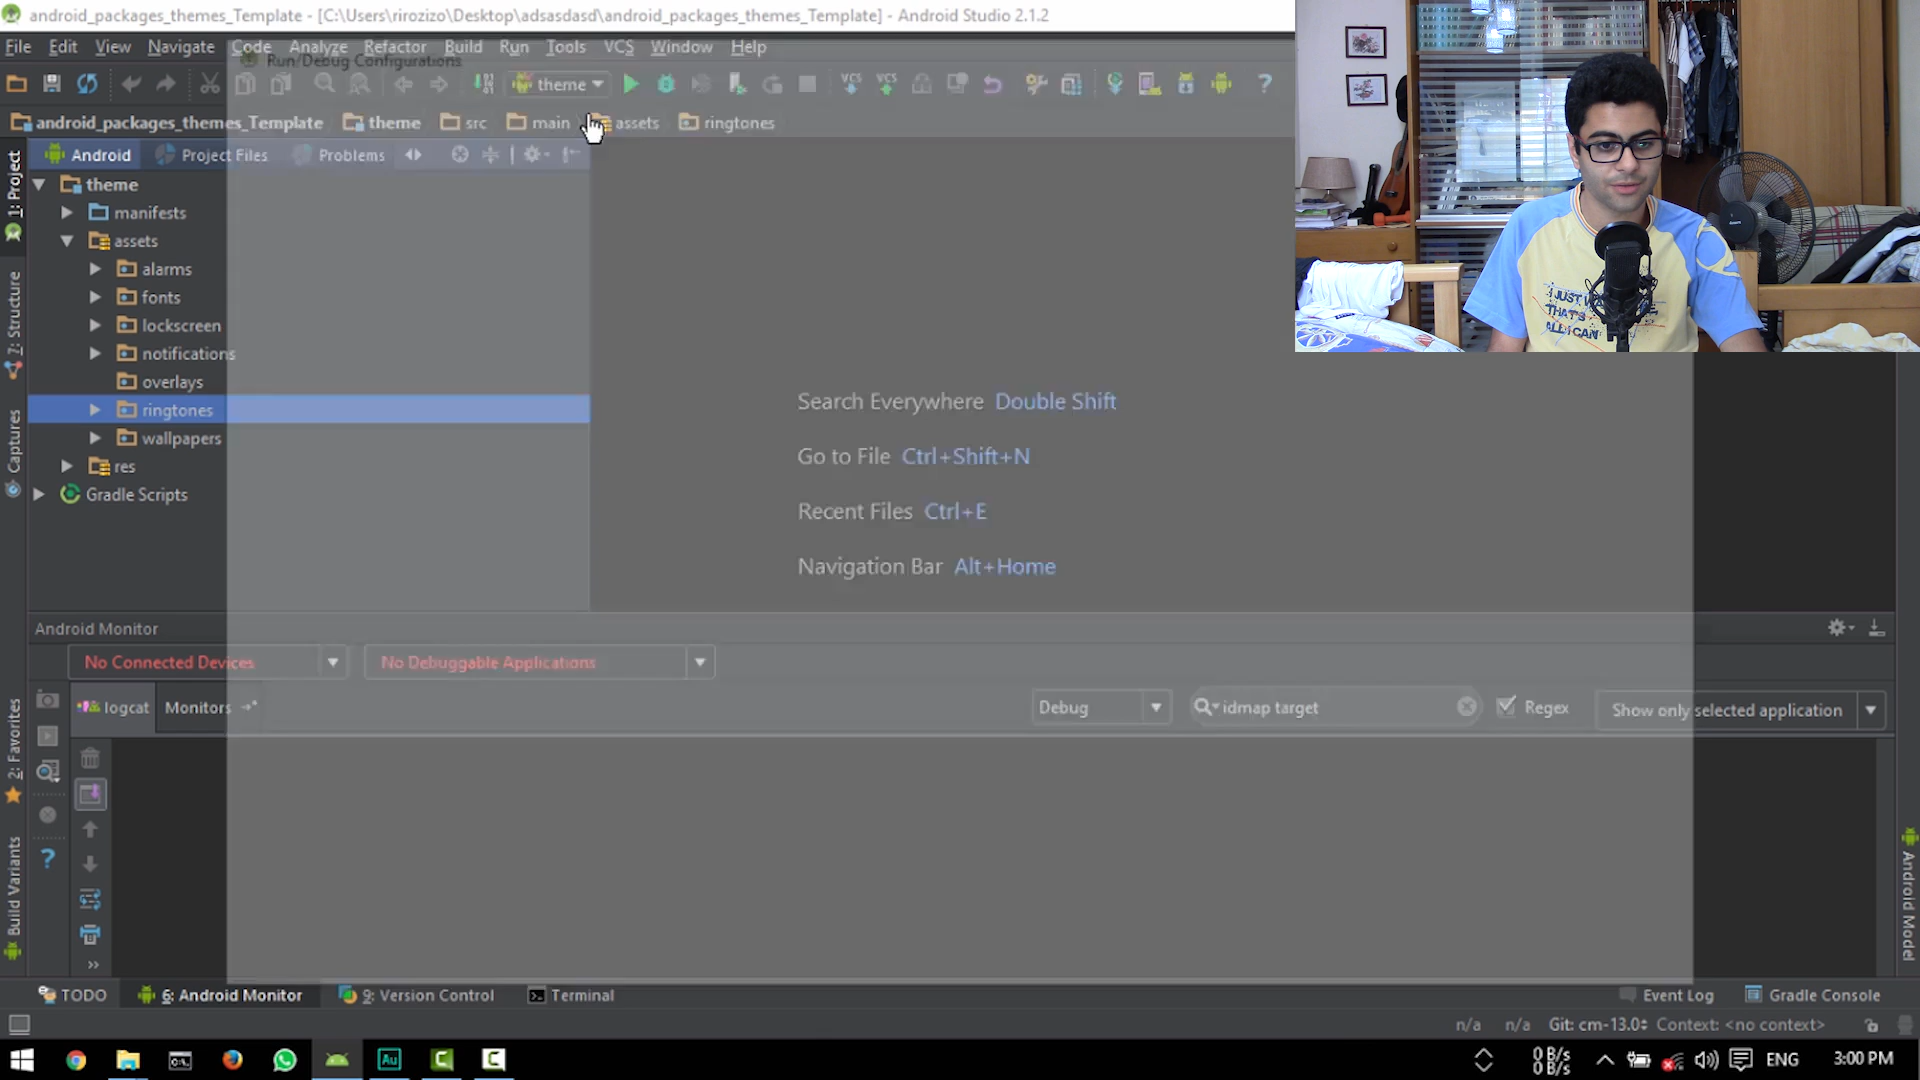 android_packages_themes_Template - [C:\Users\rirozizo\Desktop\adsasdasd\android_packages_themes_Template] - Android Studio 2.1.2
File Edit View Navigate Code Analyze Refactor Build Run Tools VCS Window Help
Run/Debug Configurations
theme
VCS VCS ?
android_packages_themes_Template theme src main assets ringtones
1: Project
Android Project Files Problems
theme
manifests
assets
alarms
fonts
lockscreen
notifications
overlays
ringtones
wallpapers
res
Gradle Scripts
7: Structure
Captures
2: Favorites
Build Variants
Search Everywhere Double Shift
Go to File Ctrl+Shift+N
Recent Files Ctrl+E
Navigation Bar Alt+Home
I JUST
THAT'S
ALL I CAN
Android Monitor
No Connected Devices No Debuggable Applications
logcat Monitors
Debug idmap target Regex Show only selected application
?
Android Model
TODO 6: Android Monitor 9: Version Control Terminal Event Log Gradle Console
n/a n/a Git: cm-13.0 Context: <no context>
Au C C 0 B/s
0 B/s ENG 3:00 PM